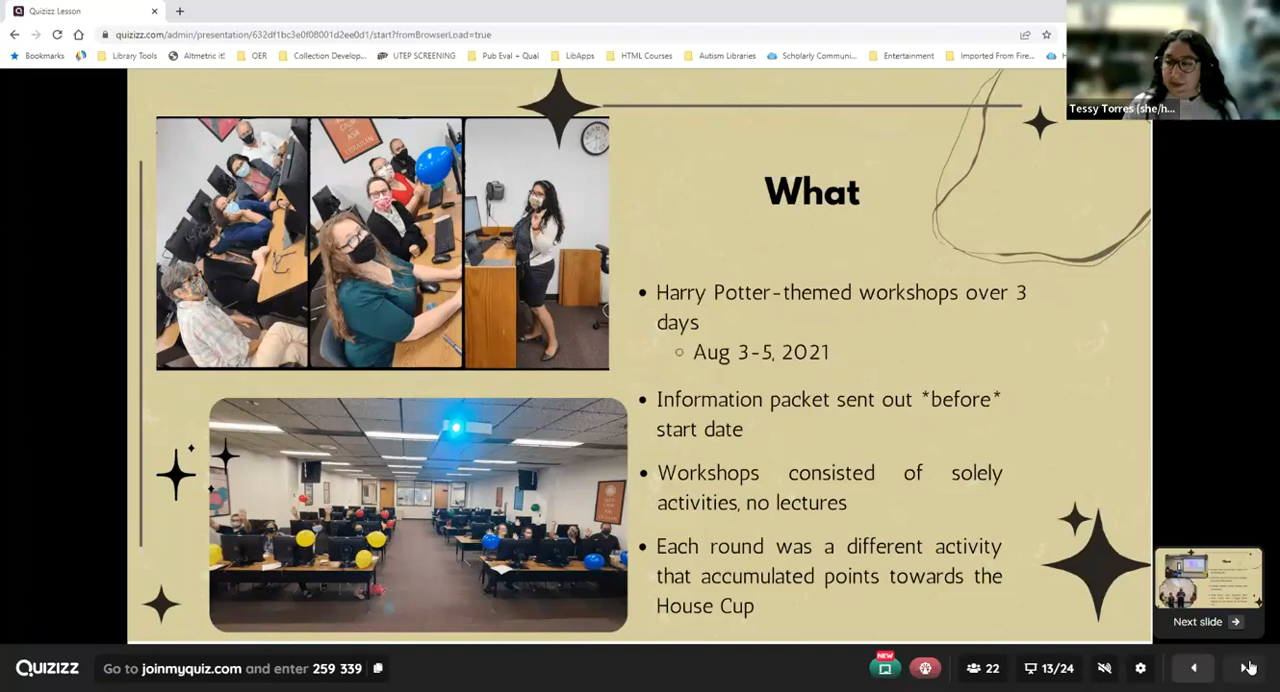 Quizizz Lesson
quizizz.com/admin/presentation/632df1bc3e0f08001d2ee0d1/start?fromBrowserLoad=true
Bookmarks
Library Tools
Altmetric it!
OER
Collection Develop...
UTEP SCREENING
Pub Eval + Qual
LibApps
HTML Courses
Autism Libraries
Scholarly Communi...
Entertainment
Imported From Fire...
Tessy Torres (she/h...
What
• Harry Potter-themed workshops over 3
days
○ Aug 3-5, 2021
• Information packet sent out *before*
start date
• Workshops consisted of solely
activities, no lectures
• Each round was a different activity
that accumulated points towards the
House Cup
What
Next slide
QUIZIZZ
Go to joinmyquiz.com and enter 259 339
NEW
22
13/24